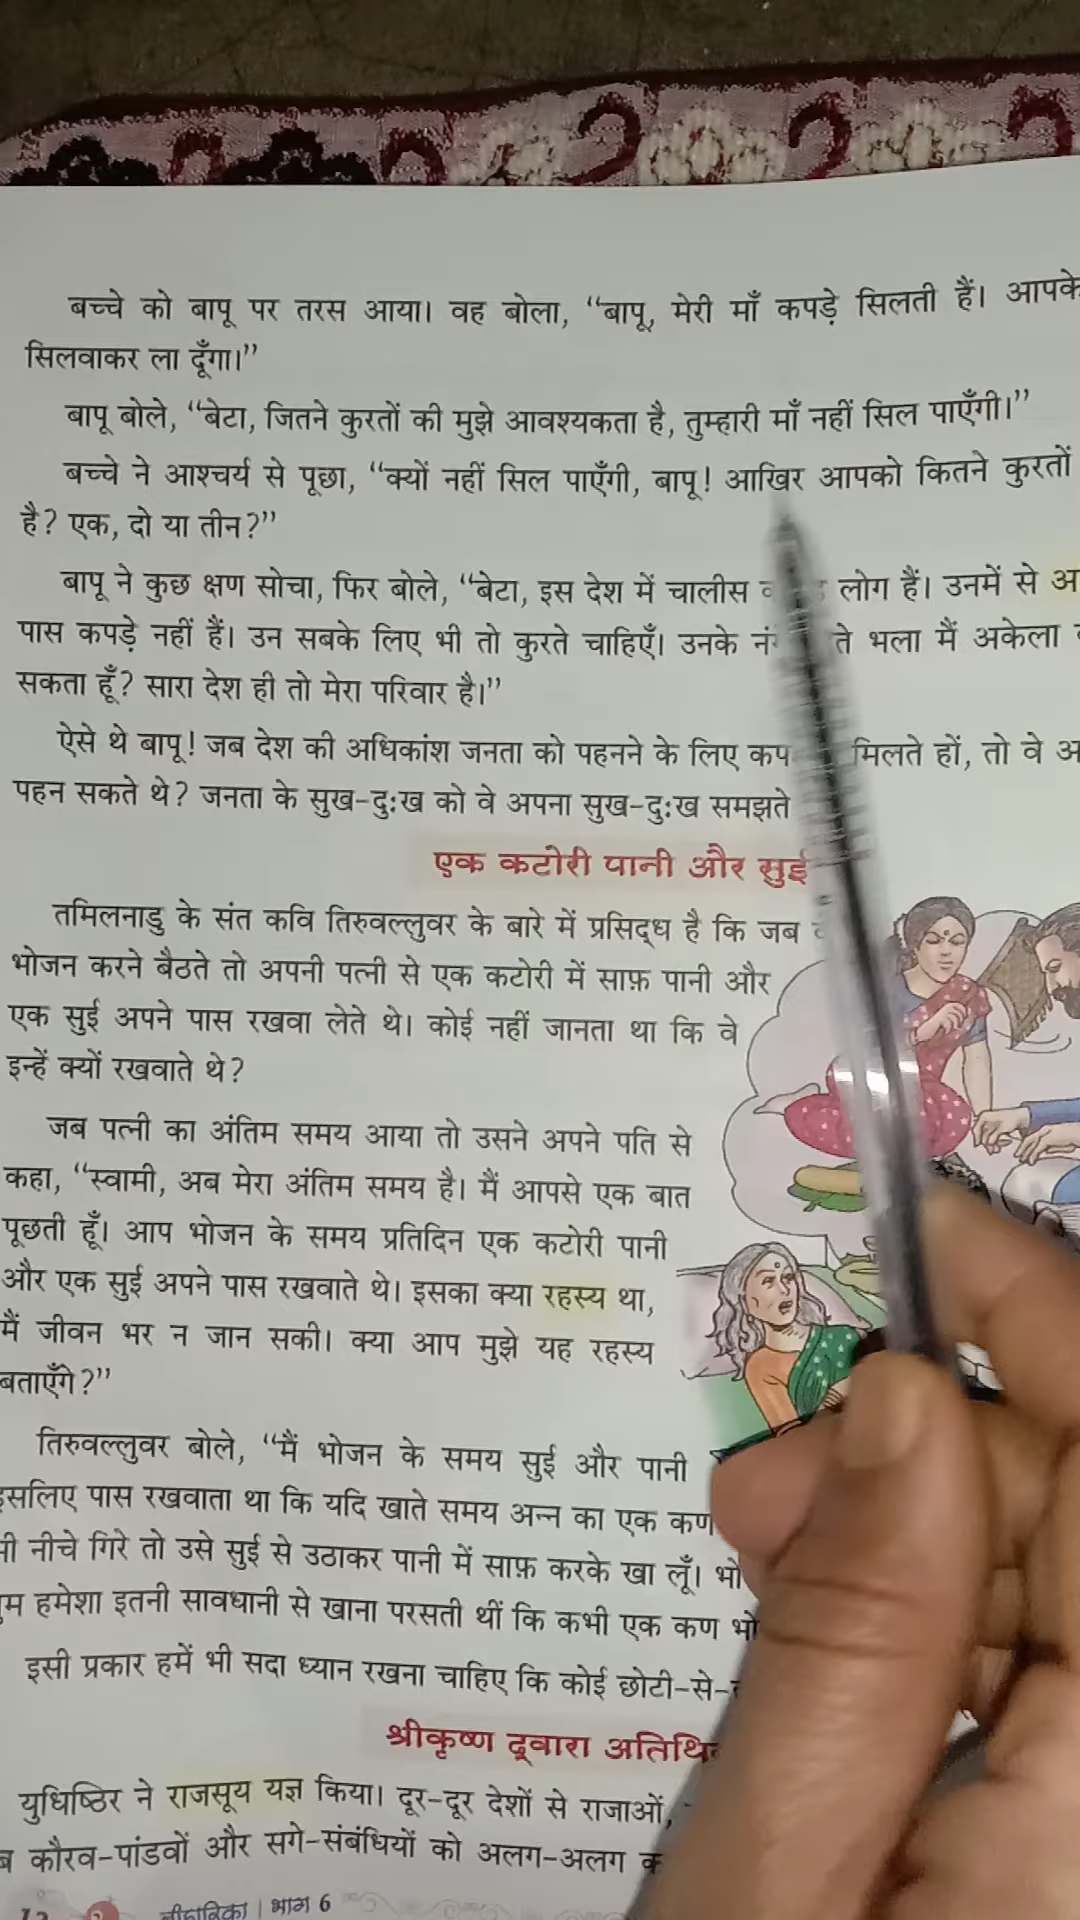 बच्चे को बापू पर तरस आया। वह बोला, “बापू, मेरी माँ कपड़े सिलती हैं। आपके
सिलवाकर ला दूँगा।”
बापू बोले, “बेटा, जितने कुरतों की मुझे आवश्यकता है, तुम्हारी माँ नहीं सिल पाएँगी।”
बच्चे ने आश्चर्य से पूछा, “क्यों नहीं सिल पाएँगी, बापू! आखिर आपको कितने कुरतों
है? एक, दो या तीन?”
बापू ने कुछ क्षण सोचा, फिर बोले, “बेटा, इस देश में चालीस लोग हैं। उनमें से
पास कपड़े नहीं हैं। उन सबके लिए भी तो कुरते चाहिएँ। उनके भला मैं अकेला
सकता हूँ? सारा देश ही तो मेरा परिवार है।”
ऐसे थे बापू! जब देश की अधिकांश जनता को पहनने के लिए मिलते हों, तो वे
पहन सकते थे? जनता के सुख-दुःख को वे अपना सुख-दुःख समझते
एक कटोरी पानी और सुई
तमिलनाडु के संत कवि तिरुवल्लुवर के बारे में प्रसिद्ध है कि जब
भोजन करने बैठते तो अपनी पत्नी से एक कटोरी में साफ़ पानी और
एक सुई अपने पास रखवा लेते थे। कोई नहीं जानता था कि वे
इन्हें क्यों रखवाते थे?
जब पत्नी का अंतिम समय आया तो उसने अपने पति से
कहा, “स्वामी, अब मेरा अंतिम समय है। मैं आपसे एक बात
पूछती हूँ। आप भोजन के समय प्रतिदिन एक कटोरी पानी
और एक सुई अपने पास रखवाते थे। इसका क्या रहस्य था,
मैं जीवन भर न जान सकी। क्या आप मुझे यह रहस्य
बताएँगे?”
तिरुवल्लुवर बोले, “मैं भोजन के समय सुई और पानी
इसलिए पास रखवाता था कि यदि खाते समय अन्न का एक कण
नीचे गिरे तो उसे सुई से उठाकर पानी में साफ़ करके खा लूँ।
हमेशा इतनी सावधानी से खाना परसती थीं कि कभी एक कण
इसी प्रकार हमें भी सदा ध्यान रखना चाहिए कि कोई छोटी-से-
श्रीकृष्ण द्वारा
युधिष्ठिर ने राजसूय यज्ञ किया। दूर-दूर देशों से राजाओं,
कौरव-पांडवों और सगे-संबंधियों को अलग-अलग
भाग 6